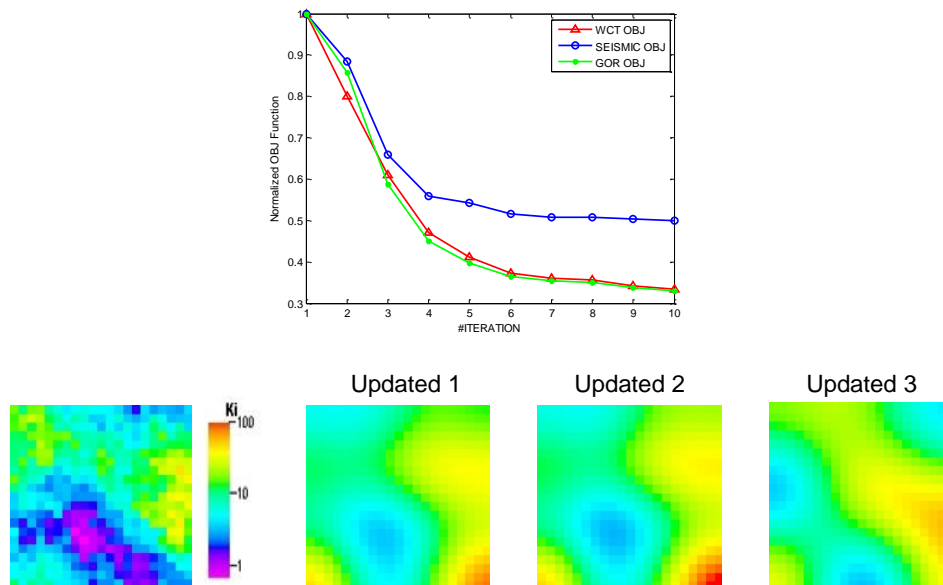 1
0.9
0.8
0.7
0.6
0.5
0.4
0.3
Normalized OBJ Function
WCT OBJ
SEISMIC OBJ
GOR OBJ
1 2 3 4 5 6 7 8 9 10
#ITERATION
Updated 1 Updated 2 Updated 3
Ki
100
10
1